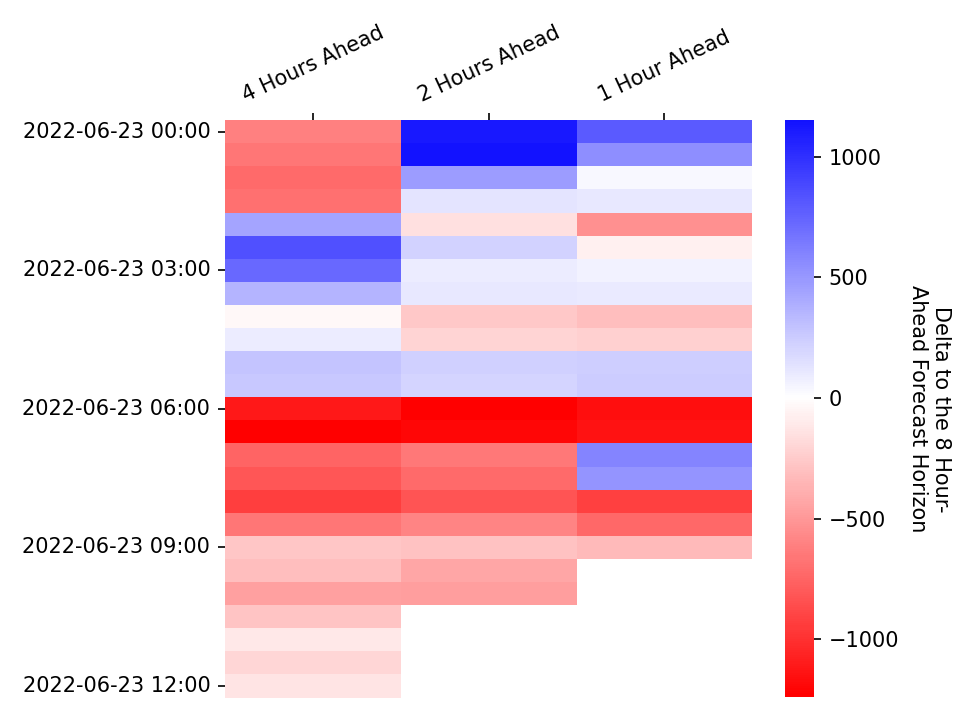 4 Hours Ahead
2 Hours Ahead
1 Hour Ahead
2022-06-23 00:00
2022-06-23 03:00
2022-06-23 06:00
2022-06-23 09:00
2022-06-23 12:00
1000
500
0
−500
−1000
Delta to the 8 Hour-
Ahead Forecast Horizon